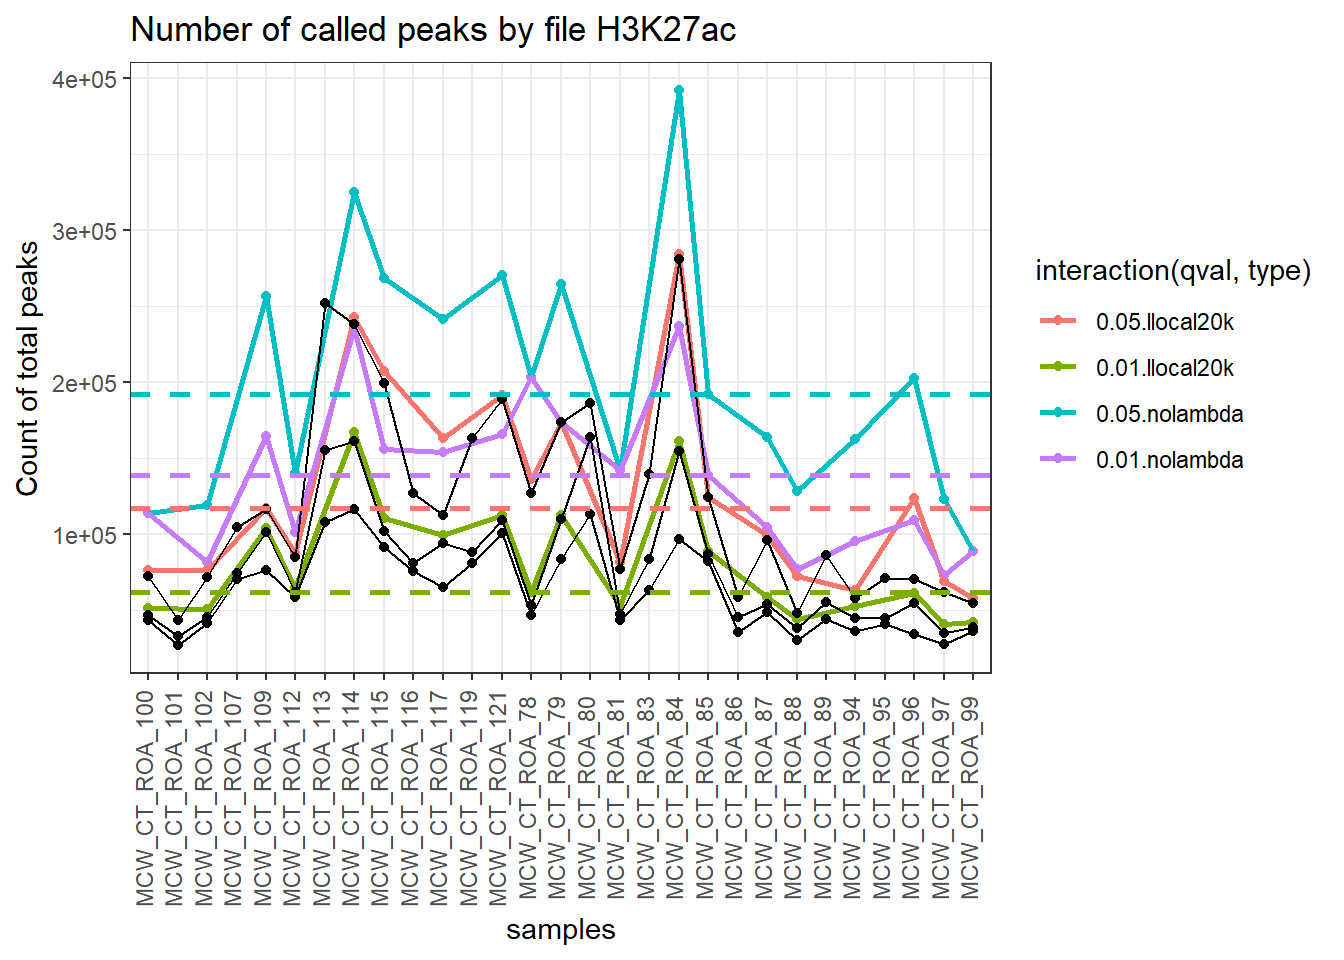 Number of called peaks by file H3K27ac
4e+05
3e+05
2e+05
1e+05
Count of total peaks
MCW_CT_ROA_100
MCW_CT_ROA_101
MCW_CT_ROA_102
MCW_CT_ROA_107
MCW_CT_ROA_109
MCW_CT_ROA_112
MCW_CT_ROA_113
MCW_CT_ROA_114
MCW_CT_ROA_115
MCW_CT_ROA_116
MCW_CT_ROA_117
MCW_CT_ROA_119
MCW_CT_ROA_121
MCW_CT_ROA_78
MCW_CT_ROA_79
MCW_CT_ROA_80
MCW_CT_ROA_81
MCW_CT_ROA_83
MCW_CT_ROA_84
MCW_CT_ROA_85
MCW_CT_ROA_86
MCW_CT_ROA_87
MCW_CT_ROA_88
MCW_CT_ROA_89
MCW_CT_ROA_94
MCW_CT_ROA_95
MCW_CT_ROA_96
MCW_CT_ROA_97
MCW_CT_ROA_99
samples
interaction(qval, type)
0.05.llocal20k
0.01.llocal20k
0.05.nolambda
0.01.nolambda